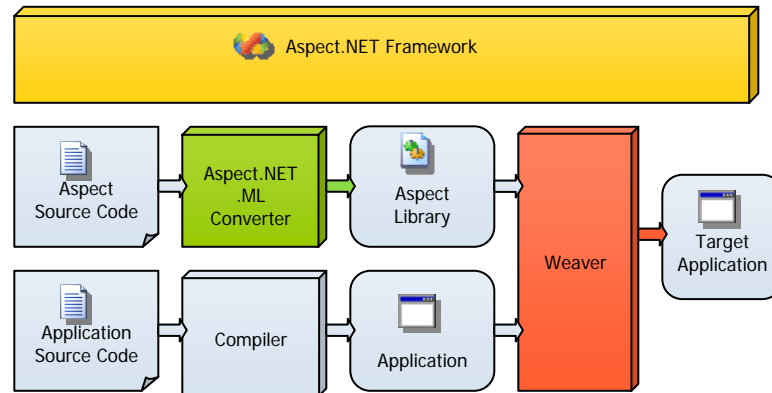 Aspect.NET Framework
Aspect
Source Code
Aspect.NET
.ML
Converter
Aspect
Library
Weaver
Target
Application
Application
Source Code
Compiler
Application